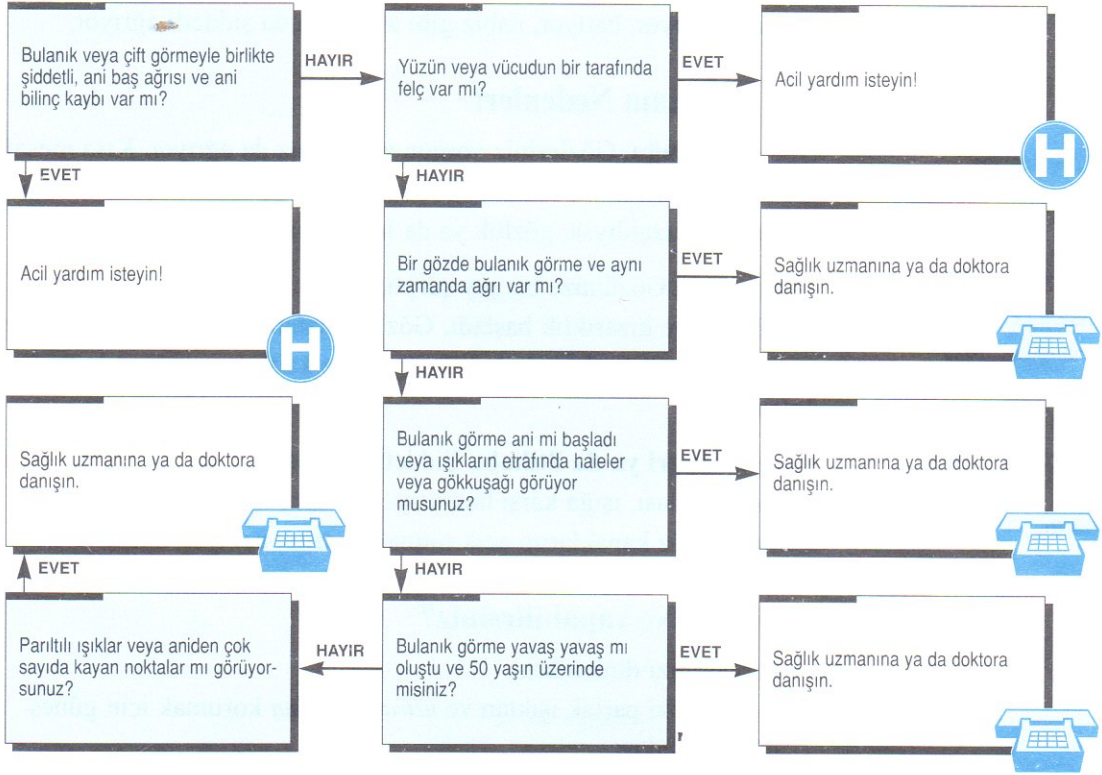 Bulanık veya çift görmeyle birlikte
şiddetli, ani baş ağrısı ve ani
bilinç kaybı var mı?
HAYIR
Yüzün veya vücudun bir tarafında
felç var mı?
EVET
Acil yardım isteyin!
H
EVET
HAYIR
Acil yardım isteyin!
H
Bir gözde bulanık görme ve aynı
zamanda ağrı var mı?
EVET
Sağlık uzmanına ya da doktora
danışın.
HAYIR
Sağlık uzmanına ya da doktora
danışın.
Bulanık görme ani mi başladı
veya ışıkların etrafında haleler
veya gökkuşağı görüyor
musunuz?
EVET
Sağlık uzmanına ya da doktora
danışın.
EVET
HAYIR
Parıltılı ışıklar veya aniden çok
sayıda kayan noktalar mı görüyor-
sunuz?
HAYIR
Bulanık görme yavaş yavaş mı
oluştu ve 50 yaşın üzerinde
misiniz?
EVET
Sağlık uzmanına ya da doktora
danışın.